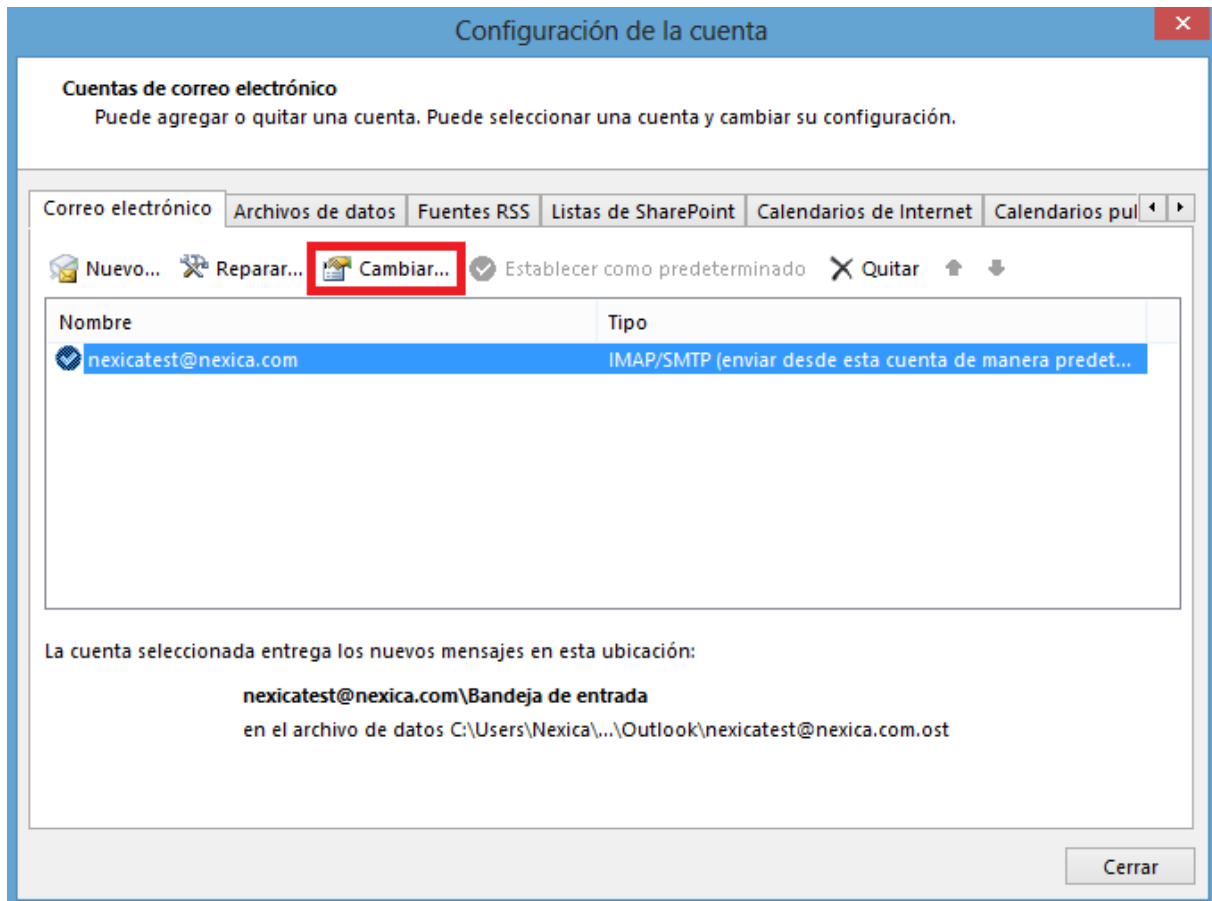 Configuración de la cuenta
Cuentas de correo electrónico
Puede agregar o quitar una cuenta. Puede seleccionar una cuenta y cambiar su configuración.
Correo electrónico Archivos de datos Fuentes RSS Listas de SharePoint Calendarios de Internet Calendarios pul
Nuevo... Reparar... Cambiar... Establecer como predeterminado Quitar
Nombre Tipo
nexicatest@nexica.com IMAP/SMTP (enviar desde esta cuenta de manera predet...
La cuenta seleccionada entrega los nuevos mensajes en esta ubicación:
nexicatest@nexica.com\Bandeja de entrada
en el archivo de datos C:\Users\Nexica\...\Outlook\nexicatest@nexica.com.ost
Cerrar